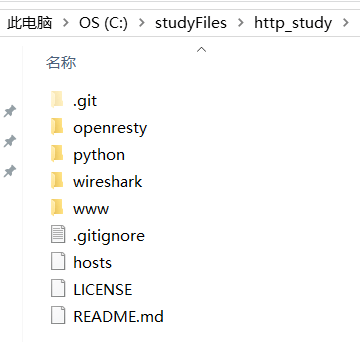 此电脑 > OS (C:) > studyFiles > http_study >
名称
.git
openresty
python
wireshark
www
.gitignore
hosts
LICENSE
README.md